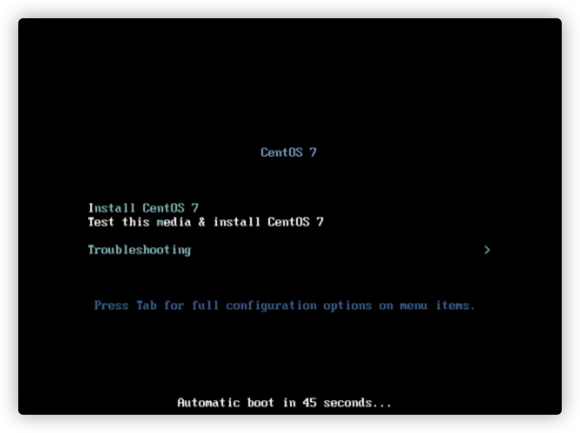 CentOS 7
Install CentOS 7
Test this media & install CentOS 7
Troubleshooting >
Press Tab for full configuration options on menu items.
Automatic boot in 45 seconds...